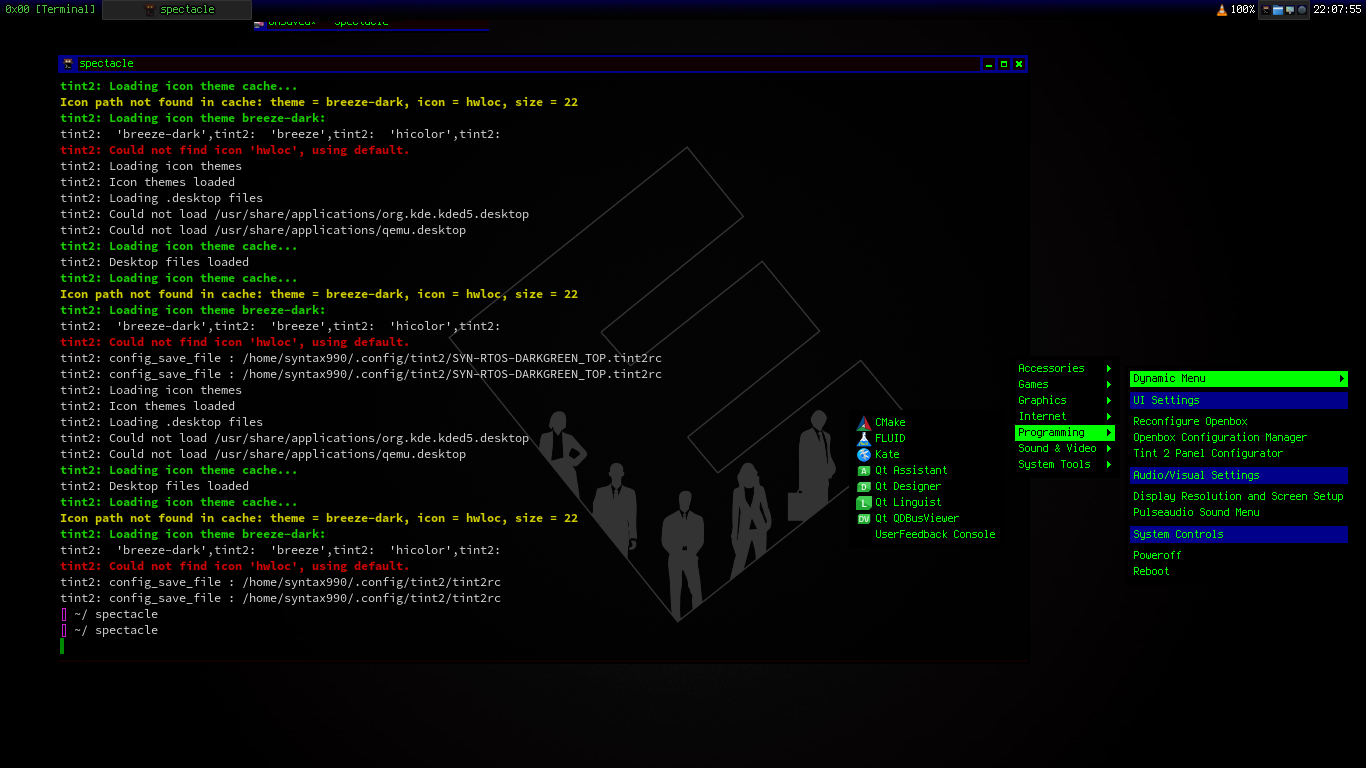 0x00 [Terminal]
spectacle
100%
22:07:55
spectacle
tint2: Loading icon theme cache...
Icon path not found in cache: theme = breeze-dark, icon = hwloc, size = 22
tint2: Loading icon theme breeze-dark:
tint2:  'breeze-dark',tint2:  'breeze',tint2:  'hicolor',tint2:
tint2: Could not find icon 'hwloc', using default.
tint2: Loading icon themes
tint2: Icon themes loaded
tint2: Loading .desktop files
tint2: Could not load /usr/share/applications/org.kde.kded5.desktop
tint2: Could not load /usr/share/applications/qemu.desktop
tint2: Loading icon theme cache...
tint2: Desktop files loaded
tint2: Loading icon theme cache...
Icon path not found in cache: theme = breeze-dark, icon = hwloc, size = 22
tint2: Loading icon theme breeze-dark:
tint2:  'breeze-dark',tint2:  'breeze',tint2:  'hicolor',tint2:
tint2: Could not find icon 'hwloc', using default.
tint2: config_save_file : /home/syntax990/.config/tint2/SYN-RTOS-DARKGREEN_TOP.tint2rc
tint2: config_save_file : /home/syntax990/.config/tint2/SYN-RTOS-DARKGREEN_TOP.tint2rc
tint2: Loading icon themes
tint2: Icon themes loaded
tint2: Loading .desktop files
tint2: Could not load /usr/share/applications/org.kde.kded5.desktop
tint2: Could not load /usr/share/applications/qemu.desktop
tint2: Loading icon theme cache...
tint2: Desktop files loaded
tint2: Loading icon theme cache...
Icon path not found in cache: theme = breeze-dark, icon = hwloc, size = 22
tint2: Loading icon theme breeze-dark:
tint2:  'breeze-dark',tint2:  'breeze',tint2:  'hicolor',tint2:
tint2: Could not find icon 'hwloc', using default.
tint2: config_save_file : /home/syntax990/.config/tint2/tint2rc
tint2: config_save_file : /home/syntax990/.config/tint2/tint2rc
~/ spectacle
~/ spectacle
CMake
FLUID
Kate
Qt Assistant
Qt Designer
Qt Linguist
Qt QDBusViewer
UserFeedback Console
Accessories
Games
Graphics
Internet
Programming
Sound & Video
System Tools
Dynamic Menu
UI Settings
Reconfigure Openbox
Openbox Configuration Manager
Tint 2 Panel Configurator
Audio/Visual Settings
Display Resolution and Screen Setup
Pulseaudio Sound Menu
System Controls
Poweroff
Reboot